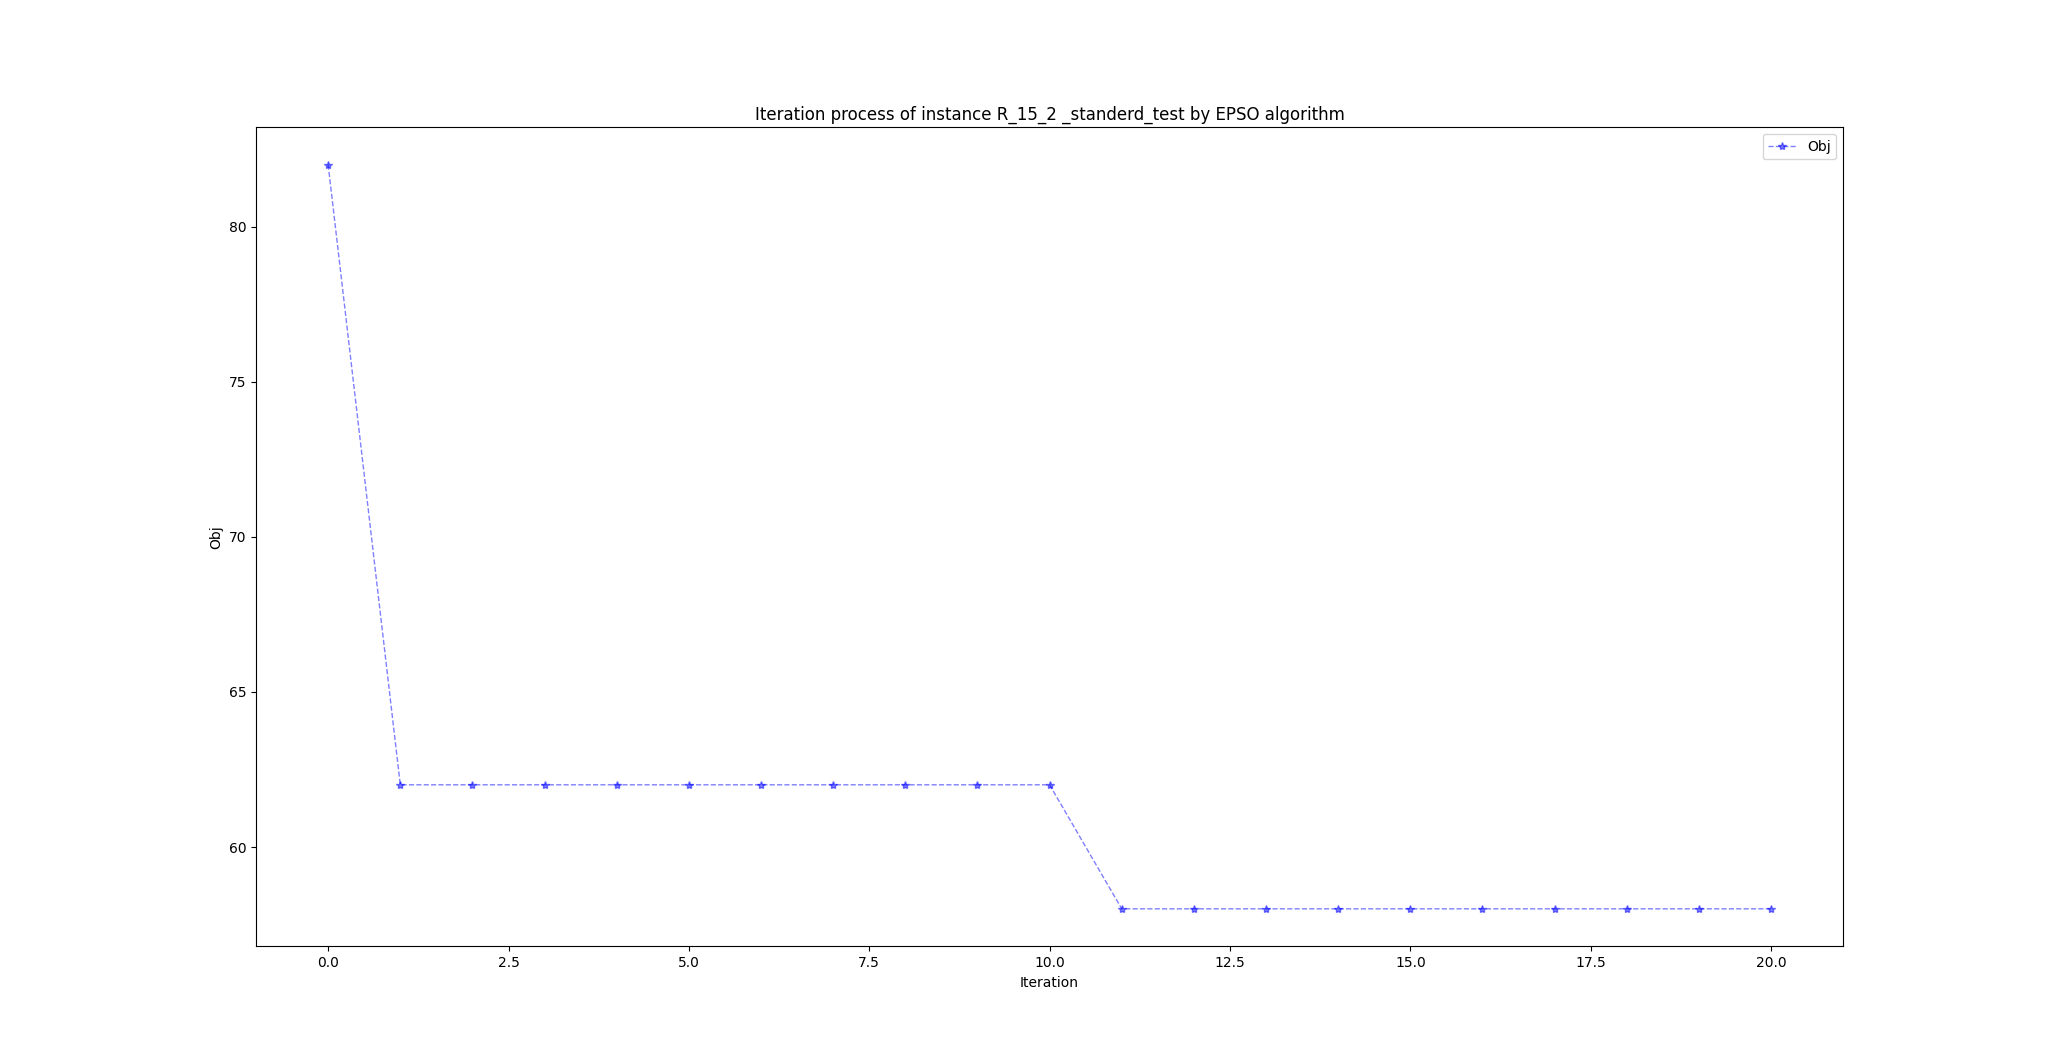 Iteration process of instance R_15_2 _standerd_test by EPSO algorithm
Obj
80
75
70
65
60
Obj
0.0 2.5 5.0 7.5 10.0 12.5 15.0 17.5 20.0
Iteration